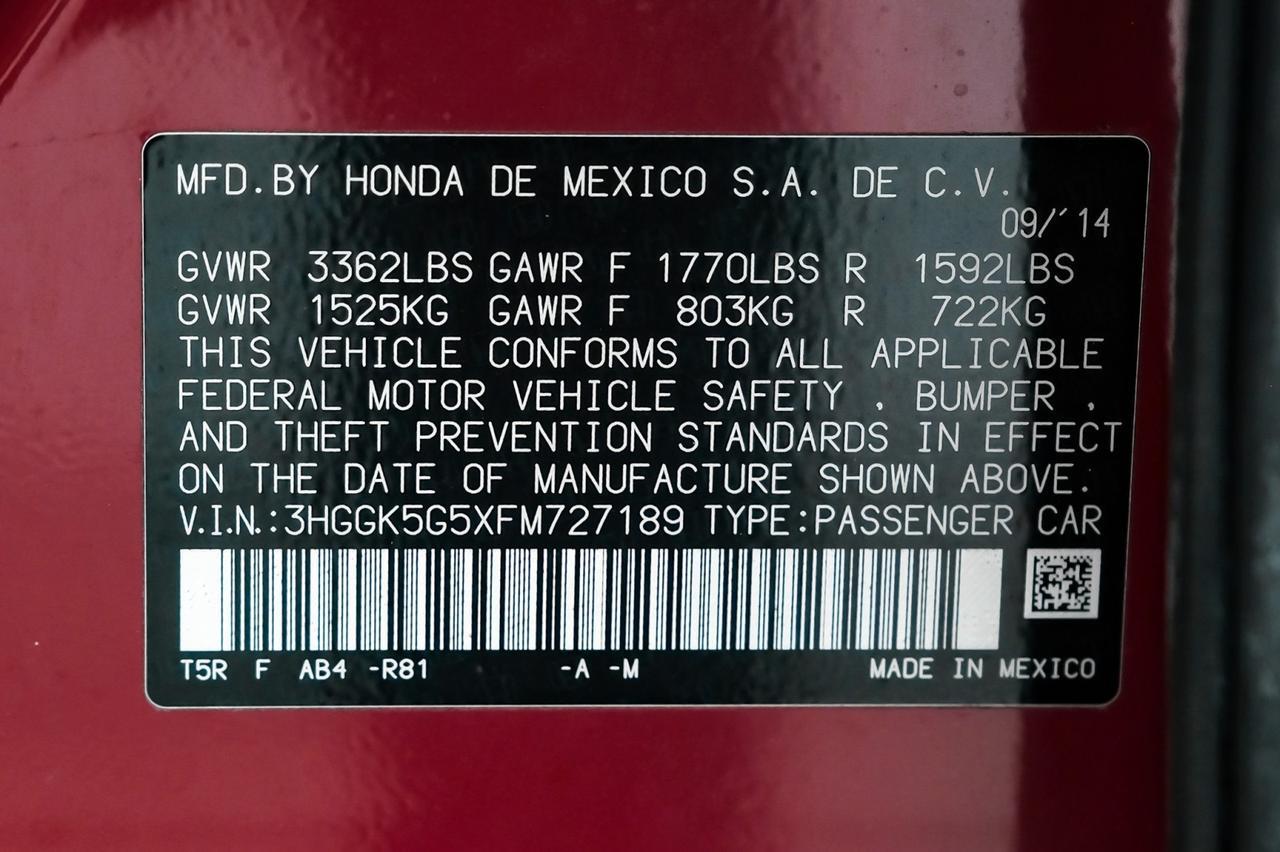 MFD.BY HONDA DE MEXICO S.A. DE C.V.
09/´14
GVWR 3362LBS GAWR F 1770LBS R 1592LBS
GVWR 1525KG GAWR F 803KG R 722KG
THIS VEHICLE CONFORMS TO ALL APPLICABLE
FEDERAL MOTOR VEHICLE SAFETY , BUMPER ,
AND THEFT PREVENTION STANDARDS IN EFFECT
ON THE DATE OF MANUFACTURE SHOWN ABOVE.
V.I.N.:3HGGK5G5XFM727189 TYPE:PASSENGER CAR
T5R F AB4 -R81 -A -M MADE IN MEXICO